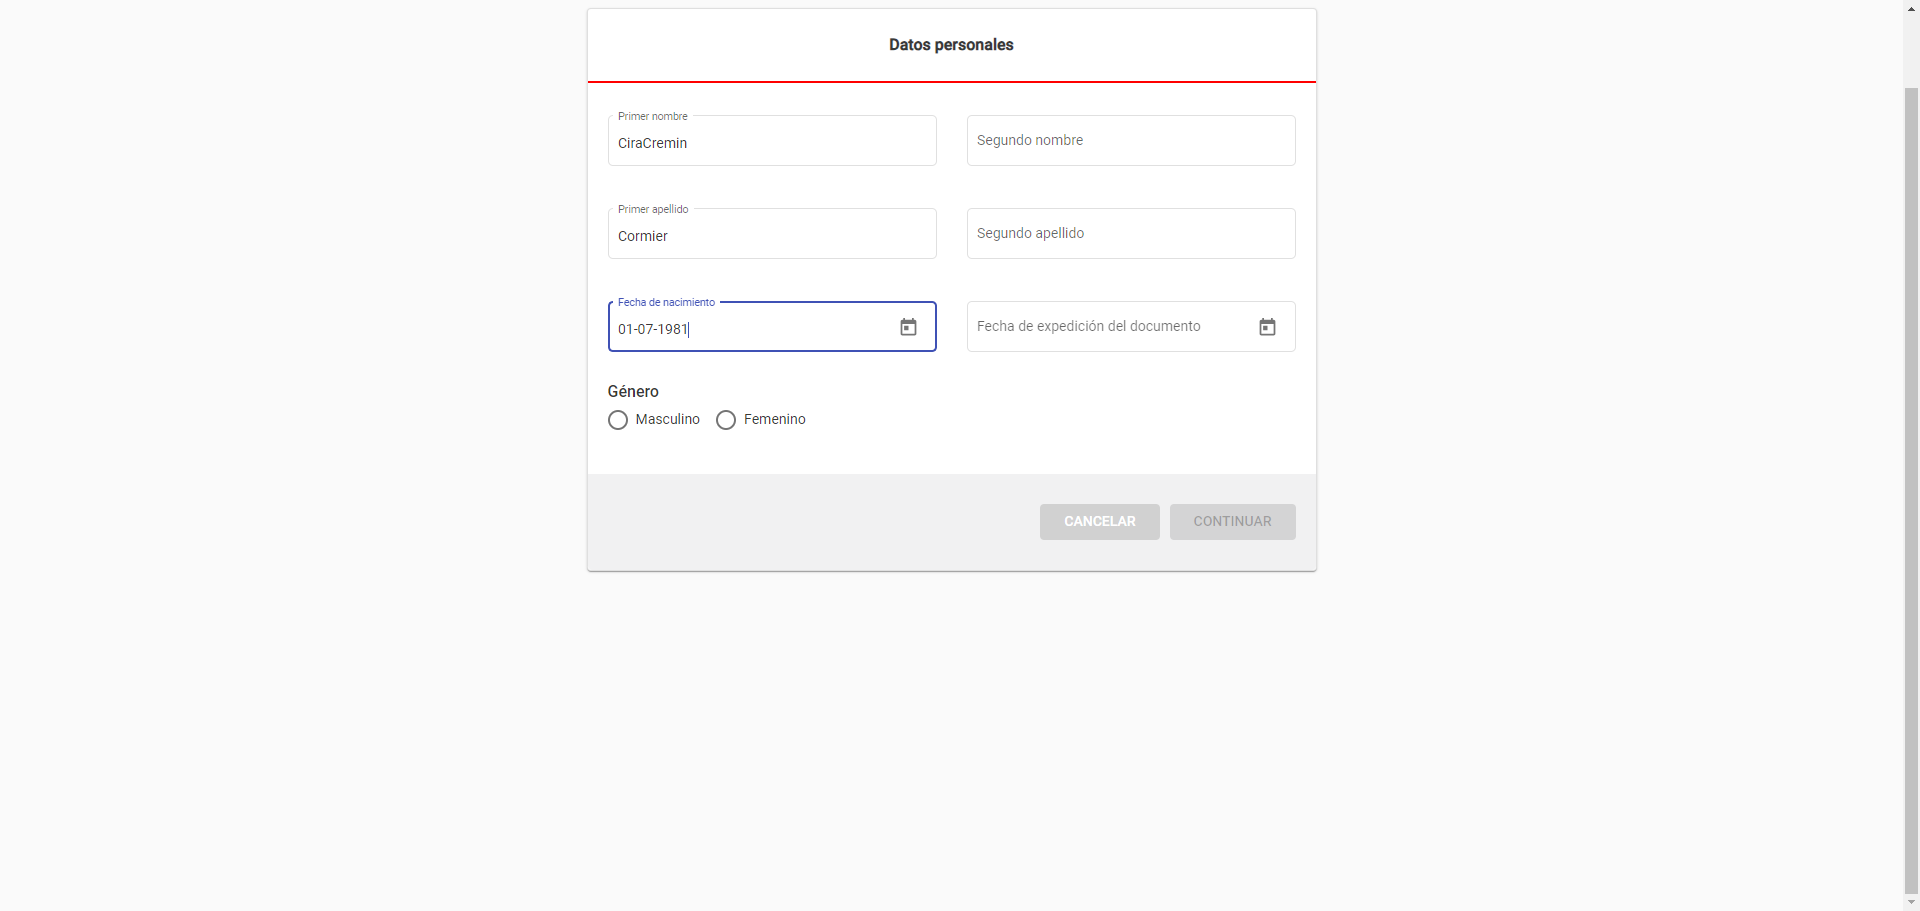 Datos personales
Primer nombre
CiraCremin
Segundo nombre
Primer apellido
Cormier
Segundo apellido
Fecha de nacimiento
01-07-1981
Fecha de expedición del documento
Género
Masculino
Femenino
CANCELAR
CONTINUAR